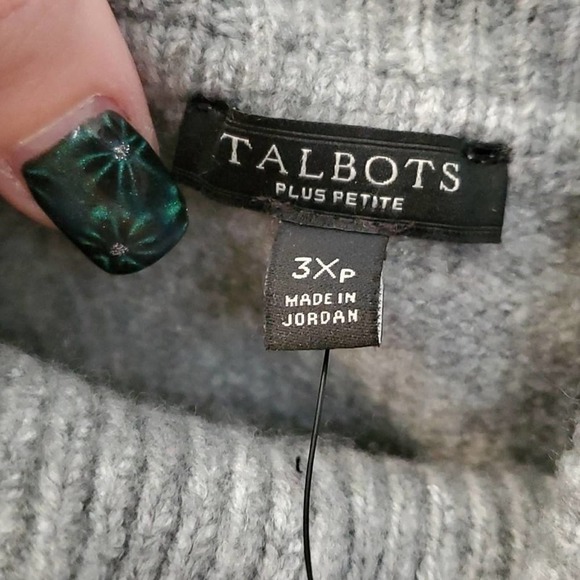 TALBOTS
PLUS PETITE
3XP
MADE IN
JORDAN